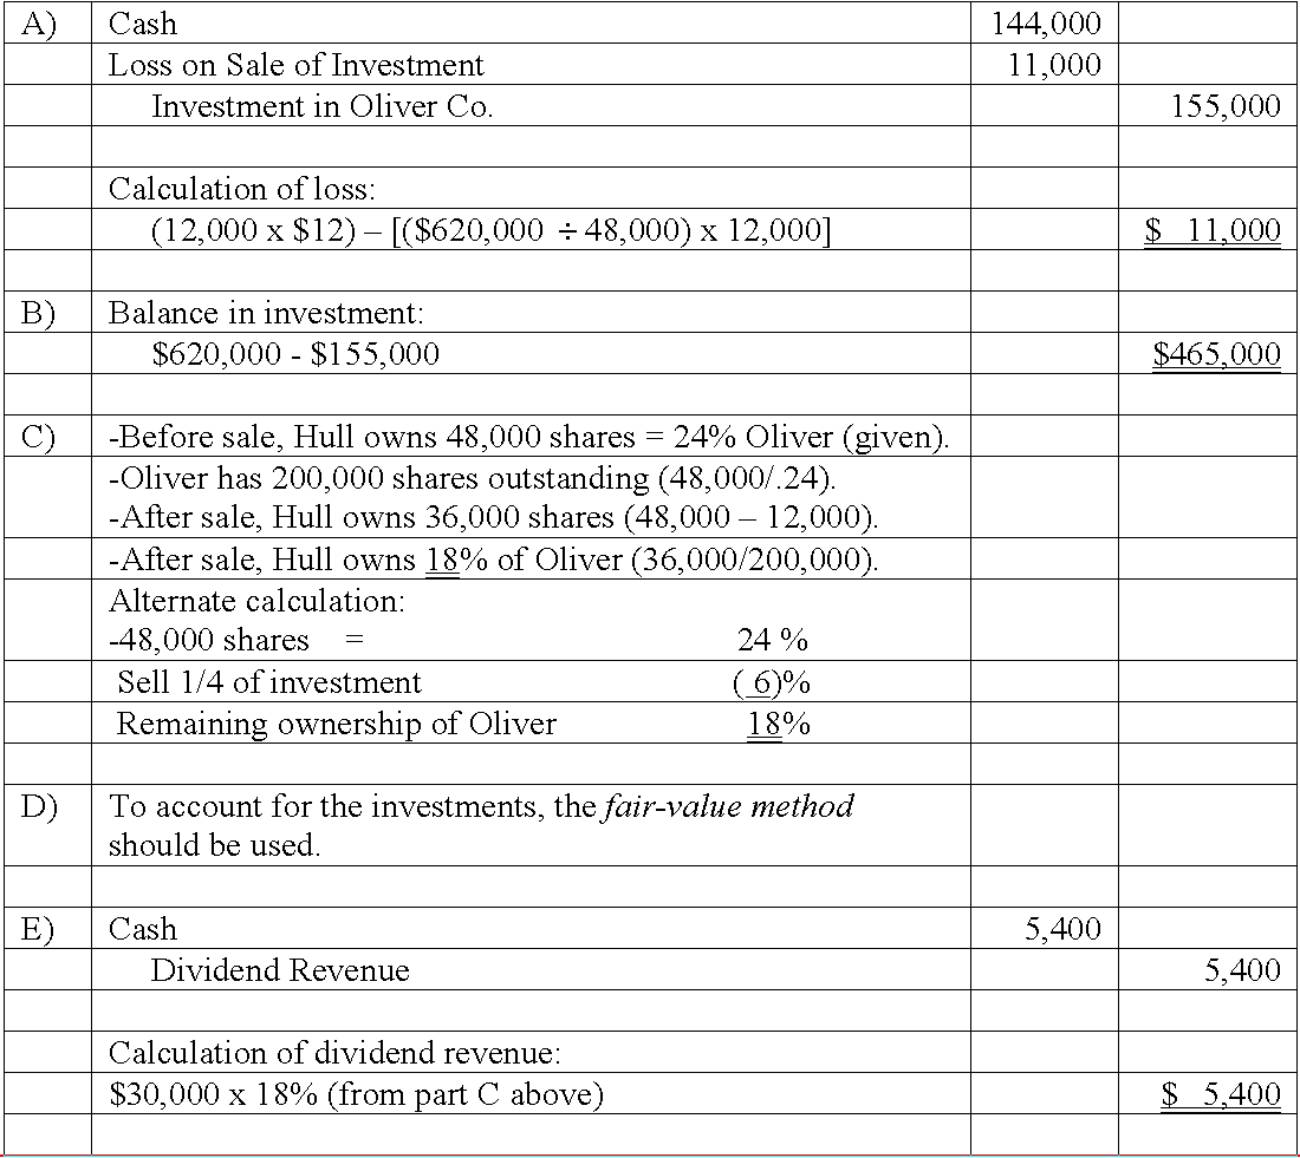 A) Cash 144,000
Loss on Sale of Investment 11,000
Investment in Oliver Co. 155,000
Calculation of loss:
(12,000 x $12) – [($620,000 ÷ 48,000) x 12,000] $ 11,000
B) Balance in investment:
$620,000 - $155,000 $465,000
C) -Before sale, Hull owns 48,000 shares = 24% Oliver (given).
-Oliver has 200,000 shares outstanding (48,000/.24).
-After sale, Hull owns 36,000 shares (48,000 – 12,000).
-After sale, Hull owns 18% of Oliver (36,000/200,000).
Alternate calculation:
-48,000 shares = 24 %
Sell 1/4 of investment ( 6)%
Remaining ownership of Oliver 18%
D) To account for the investments, the fair-value method
should be used.
E) Cash 5,400
Dividend Revenue 5,400
Calculation of dividend revenue:
$30,000 x 18% (from part C above) $ 5,400